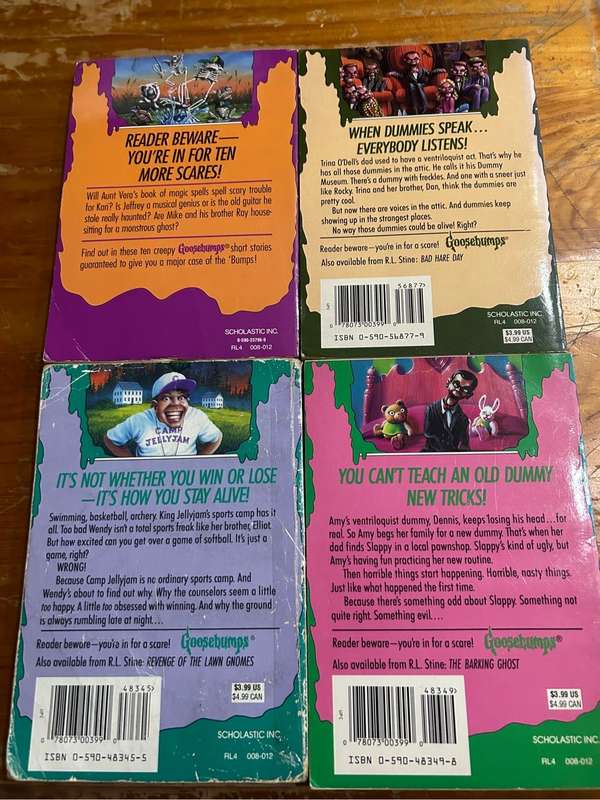 READER BEWARE—
YOU'RE IN FOR TEN
MORE SCARES!
Will Aunt Vera's book of magic spells spell scary trouble
for Kari? Is Jeffrey a musical genius or is the old guitar he
stole really haunted? Are Mike and his brother Ray house-
sitting for a monstrous ghost?
Find out in these ten creepy Goosebumps® short stories
guaranteed to give you a major case of the 'Bumps!
SCHOLASTIC INC.
RL4 008-012
WHEN DUMMIES SPEAK...
EVERYBODY LISTENS!
Trina O'Dell's dad used to have a ventriloquist act. That's why he
has all those dummies in the attic. He calls it his Dummy
Museum. There's a dummy with freckles. And one with a sneer just
like Rocky. Trina and her brother, Dan, think the dummies are
pretty cool.
But now there are voices in the attic. And dummies keep
showing up in the strangest places.
No way those dummies could be alive! Right?
Reader beware—you're in for a scare! Goosebumps®
Also available from R.L. Stine: BAD HARE DAY
56877>
0 78073 00399 0
ISBN 0-590-56877-9
SCHOLASTIC INC.
RL4 008-012
$3.99 US
$4.99 CAN
CAMP
JELLYJAM
IT'S NOT WHETHER YOU WIN OR LOSE
—IT'S HOW YOU STAY ALIVE!
Swimming, basketball, archery. King Jellyjam's sports camp has it
all. Too bad Wendy isn't a total sports freak like her brother, Elliot.
But how excited can you get over a game of softball. It's just a
game, right?
WRONG!
Because Camp Jellyjam is no ordinary sports camp. And
Wendy's about to find out why. Why the counselors seem a little
too happy. A little too obsessed with winning. And why the ground
is always rumbling late at night...
Reader beware—you're in for a scare! Goosebumps®
Also available from R.L. Stine: REVENGE OF THE LAWN GNOMES
48345>
0 78073 00399 0
ISBN 0-590-48345-5
$3.99 US
$4.99 CAN
SCHOLASTIC INC.
RL4 008-012
YOU CAN'T TEACH AN OLD DUMMY
NEW TRICKS!
Amy's ventriloquist dummy, Dennis, keeps losing his head...for
real. So Amy begs her family for a new dummy. That's when her
dad finds Slappy in a local pawnshop. Slappy's kind of ugly, but
Amy's having fun practicing her new routine.
Then horrible things start happening. Horrible, nasty things.
Just like what happened the first time.
Because there's something odd about Slappy. Something not
quite right. Something evil....
Reader beware—you're in for a scare! Goosebumps®
Also available from R.L. Stine: THE BARKING GHOST
48349>
0 78073 00399 0
ISBN 0-590-48349-8
$3.99 US
$4.99 CAN
SCHOLASTIC INC.
RL4 008-012